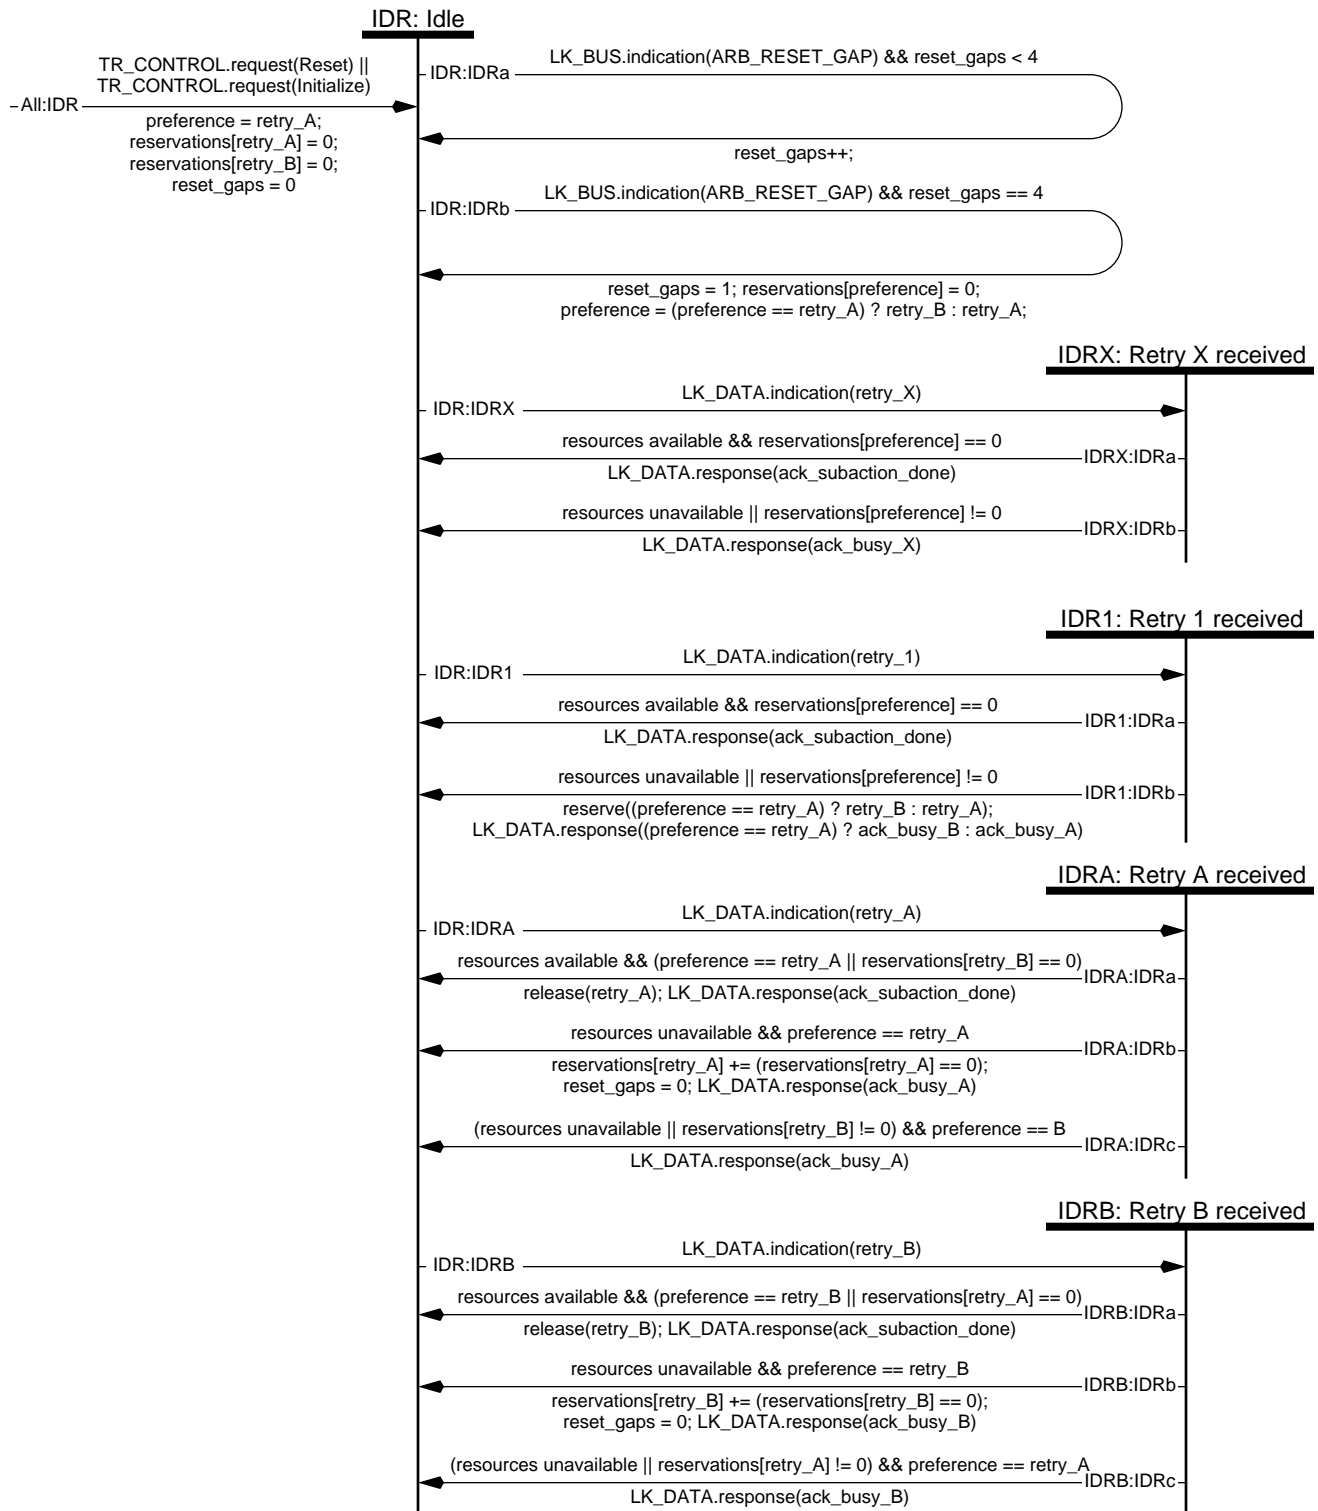 IDR: Idle
TR_CONTROL.request(Reset) ||
TR_CONTROL.request(Initialize)
All:IDR
preference = retry_A;
reservations[retry_A] = 0;
reservations[retry_B] = 0;
reset_gaps = 0
LK_BUS.indication(ARB_RESET_GAP) && reset_gaps < 4
IDR:IDRa
reset_gaps++;
LK_BUS.indication(ARB_RESET_GAP) && reset_gaps == 4
IDR:IDRb
reset_gaps = 1; reservations[preference] = 0;
preference = (preference == retry_A) ? retry_B : retry_A;
IDRX: Retry X received
LK_DATA.indication(retry_X)
IDR:IDRX
resources available && reservations[preference] == 0
IDRX:IDRa
LK_DATA.response(ack_subaction_done)
resources unavailable || reservations[preference] != 0
IDRX:IDRb
LK_DATA.response(ack_busy_X)
IDR1: Retry 1 received
LK_DATA.indication(retry_1)
IDR:IDR1
resources available && reservations[preference] == 0
IDR1:IDRa
LK_DATA.response(ack_subaction_done)
resources unavailable || reservations[preference] != 0
IDR1:IDRb
reserve((preference == retry_A) ? retry_B : retry_A);
LK_DATA.response((preference == retry_A) ? ack_busy_B : ack_busy_A)
IDRA: Retry A received
LK_DATA.indication(retry_A)
IDR:IDRA
resources available && (preference == retry_A || reservations[retry_B] == 0)
IDRA:IDRa
release(retry_A); LK_DATA.response(ack_subaction_done)
resources unavailable && preference == retry_A
IDRA:IDRb
reservations[retry_A] += (reservations[retry_A] == 0);
reset_gaps = 0; LK_DATA.response(ack_busy_A)
(resources unavailable || reservations[retry_B] != 0) && preference == B
IDRA:IDRc
LK_DATA.response(ack_busy_A)
IDRB: Retry B received
LK_DATA.indication(retry_B)
IDR:IDRB
resources available && (preference == retry_B || reservations[retry_A] == 0)
IDRB:IDRa
release(retry_B); LK_DATA.response(ack_subaction_done)
resources unavailable && preference == retry_B
IDRB:IDRb
reservations[retry_B] += (reservations[retry_B] == 0);
reset_gaps = 0; LK_DATA.response(ack_busy_B)
(resources unavailable || reservations[retry_A] != 0) && preference == retry_A
IDRB:IDRc
LK_DATA.response(ack_busy_B)